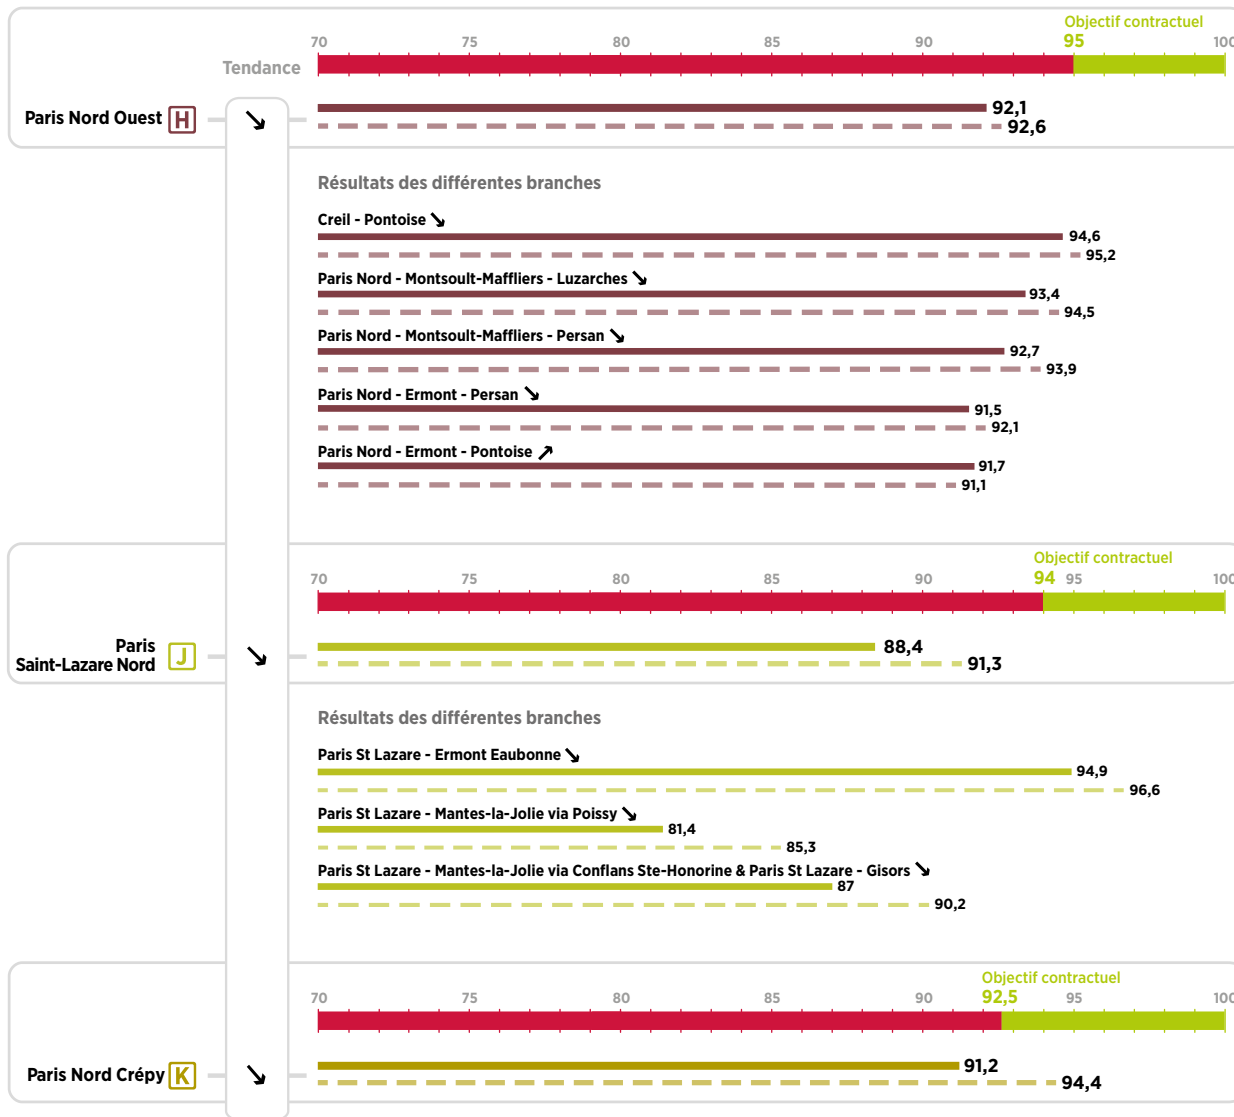 Objectif contractuel
70 75 80 85 90 95 100
Tendance
Paris Nord Ouest H
92,1
92,6
Résultats des différentes branches
Creil - Pontoise
94,6
95,2
Paris Nord - Montsoult-Maffliers - Luzarches
93,4
94,5
Paris Nord - Montsoult-Maffliers - Persan
92,7
93,9
Paris Nord - Ermont - Persan
91,5
92,1
Paris Nord - Ermont - Pontoise
91,7
91,1
Objectif contractuel
70 75 80 85 90 94 95 100
Paris
Saint-Lazare Nord J
88,4
91,3
Résultats des différentes branches
Paris St Lazare - Ermont Eaubonne
94,9
96,6
Paris St Lazare - Mantes-la-Jolie via Poissy
81,4
85,3
Paris St Lazare - Mantes-la-Jolie via Conflans Ste-Honorine & Paris St Lazare - Gisors
87
90,2
Objectif contractuel
70 75 80 85 90 92,5 95 100
Paris Nord Crépy K
91,2
94,4